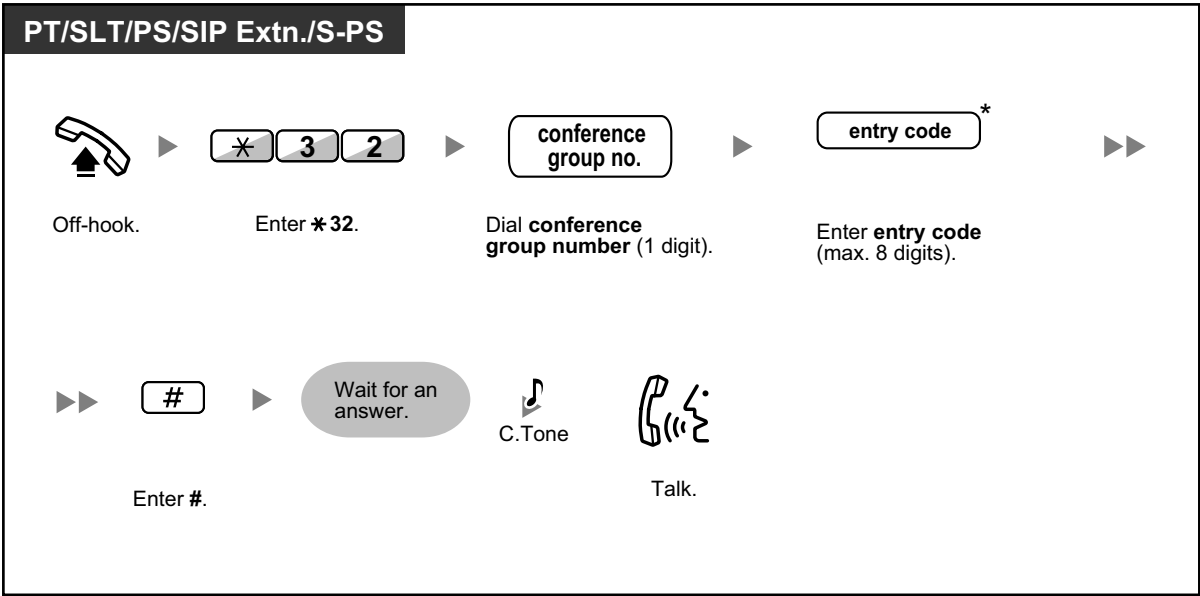 PT/SLT/PS/SIP Extn./S-PS
✳ 3 2
conference
group no.
entry code *
Off-hook.
Enter ✳32.
Dial conference
group number (1 digit).
Enter entry code
(max. 8 digits).
#
Wait for an
answer.
C.Tone
Enter #.
Talk.